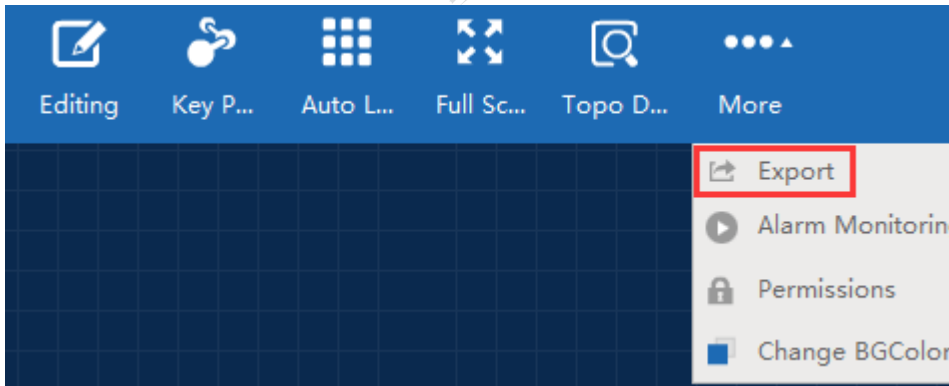 Editing Key P... Auto L... Full Sc... Topo D... More
Export
Alarm Monitorin
Permissions
Change BGColor